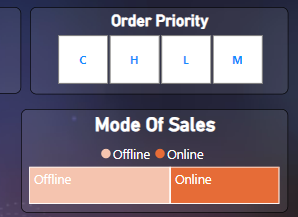 Order Priority
C H L M
Mode Of Sales
Offline Online
Offline Online